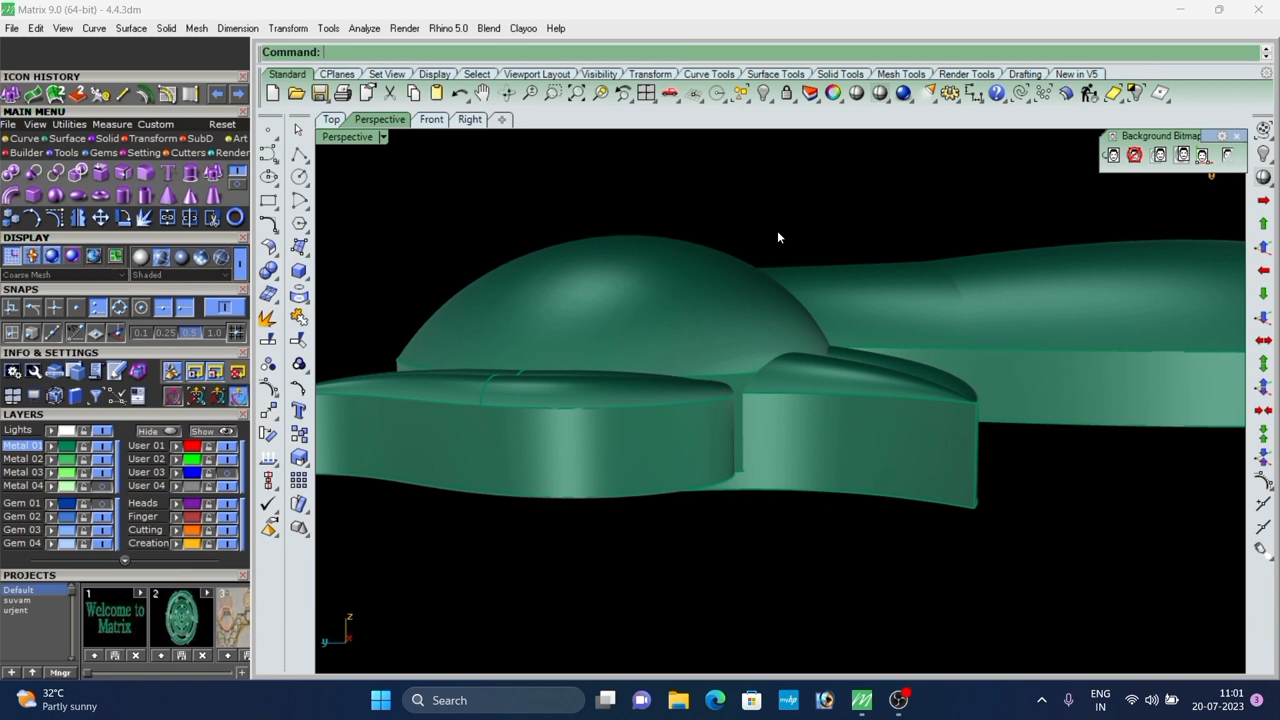 Matrix 9.0 (64-bit) - 4.4.3dm
File Edit View Curve Surface Solid Mesh Dimension Transform Tools Analyze Render Rhino 5.0 Blend Clayoo Help
Command:
Standard CPlanes Set View Display Select Viewport Layout Visibility Transform Curve Tools Surface Tools Solid Tools Mesh Tools Render Tools Drafting New in V5
Top Perspective Front Right
Perspective
Background Bitmap
ICON HISTORY
MAIN MENU
File View Utilities Measure Custom Reset
Curve Surface Solid Transform SubD Art
Builder Tools Gems Setting Cutters Render
DISPLAY
Coarse Mesh Shaded
SNAPS
0.1 0.25 0.5 1.0
INFO & SETTINGS
LAYERS
Lights Hide Show
Metal 01 User 01
Metal 02 User 02
Metal 03 User 03
Metal 04 User 04
Gem 01 Heads
Gem 02 Finger
Gem 03 Cutting
Gem 04 Creation
PROJECTS
Default
suvam
urjent
1 2 3
Welcome to
Matrix
Mngr
z
y x
32°C
Partly sunny
Search
ENG
IN
11:01
20-07-2023
3